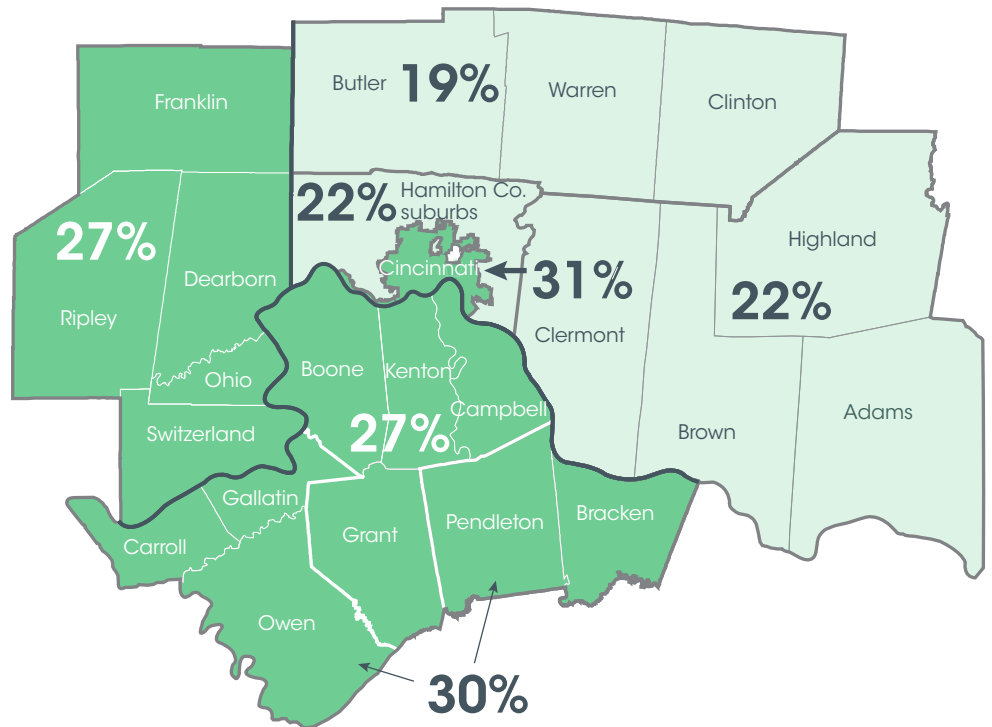 Butler
19%
Warren
Clinton
Franklin
22%
Hamilton Co.
suburbs
Highland
27%
Cincinnati
Dearborn
31%
22%
Ripley
Clermont
Boone
Kenton
Ohio
Campbell
Adams
Switzerland
27%
Brown
Gallatin
Bracken
Pendleton
Grant
Carroll
Owen
30%